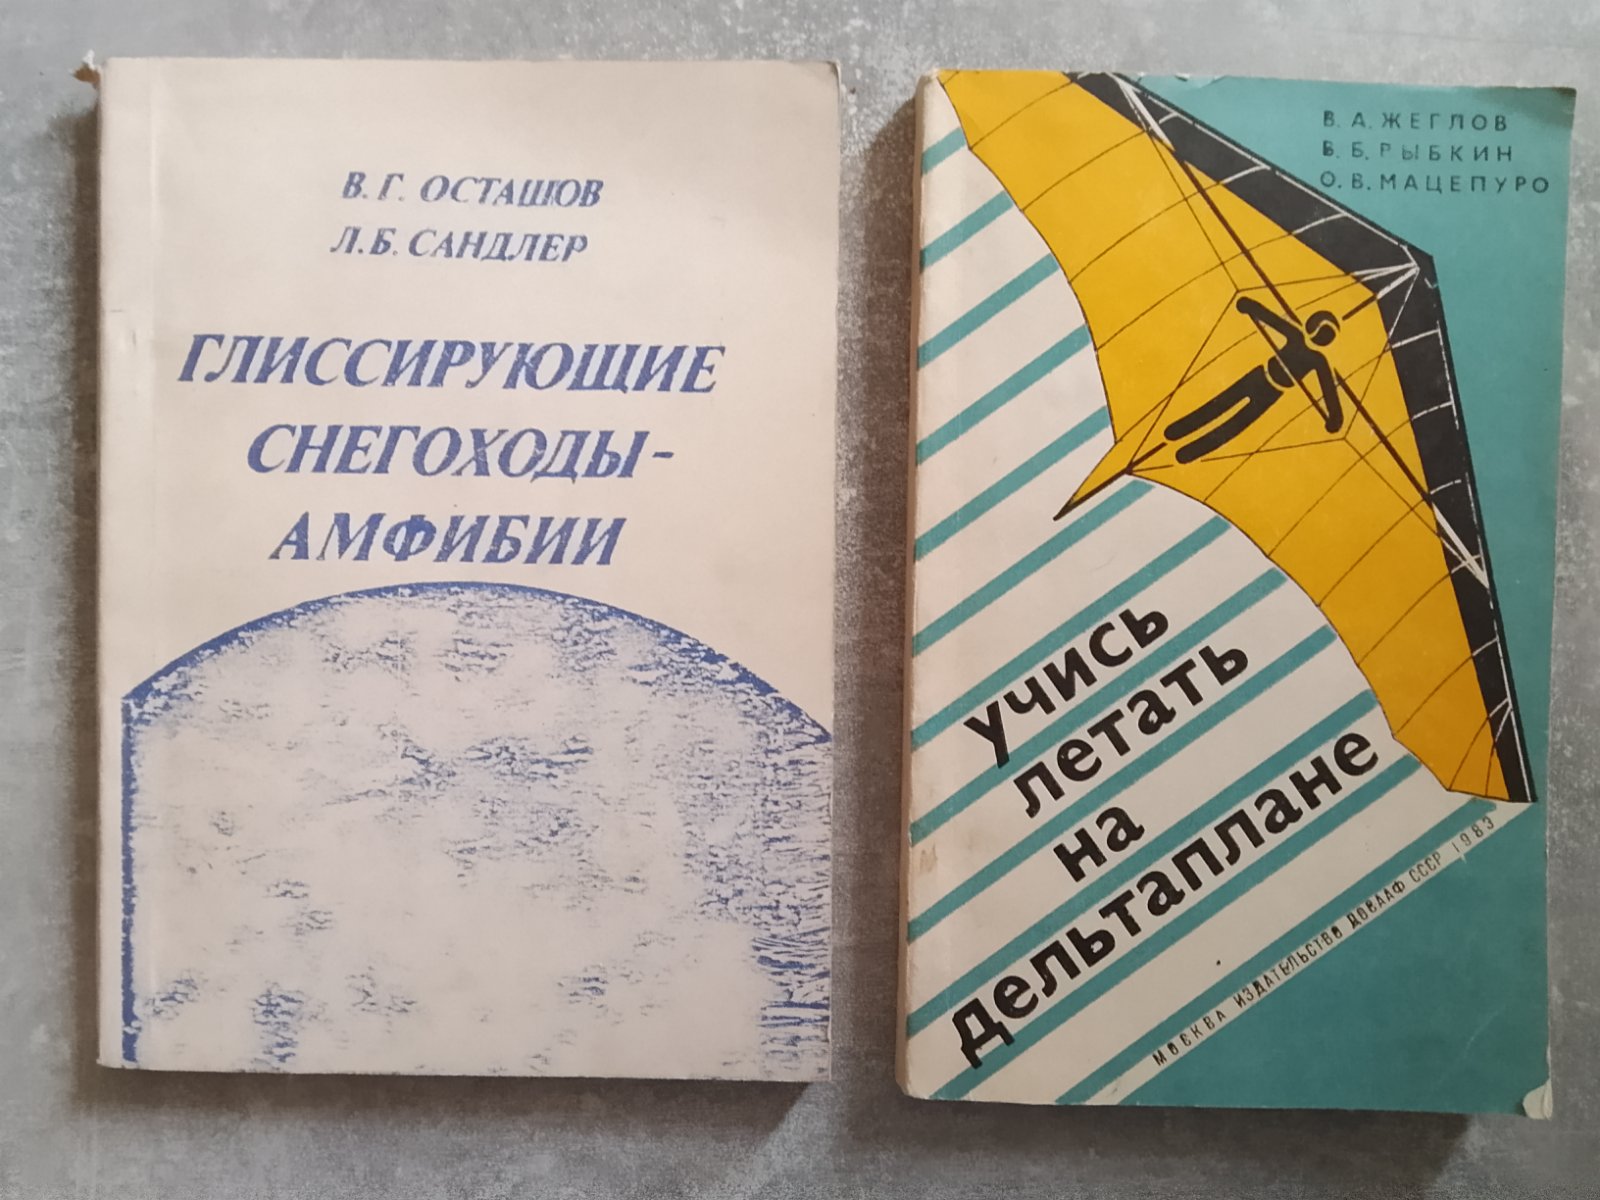 В. Г. ОСТАШОВ
Л. Б. САНДЛЕР
ГЛИССИРУЮЩИЕ
СНЕГОХОДЫ-
АМФИБИИ
В. А. ЖЕГЛОВ
В. Б. РЫБКИН
О. В. МАЦЕПУРО
учись
летать
на
дельтаплане
МОСКВА ИЗДАТЕЛЬСТВО ДОСААФ СССР 1983